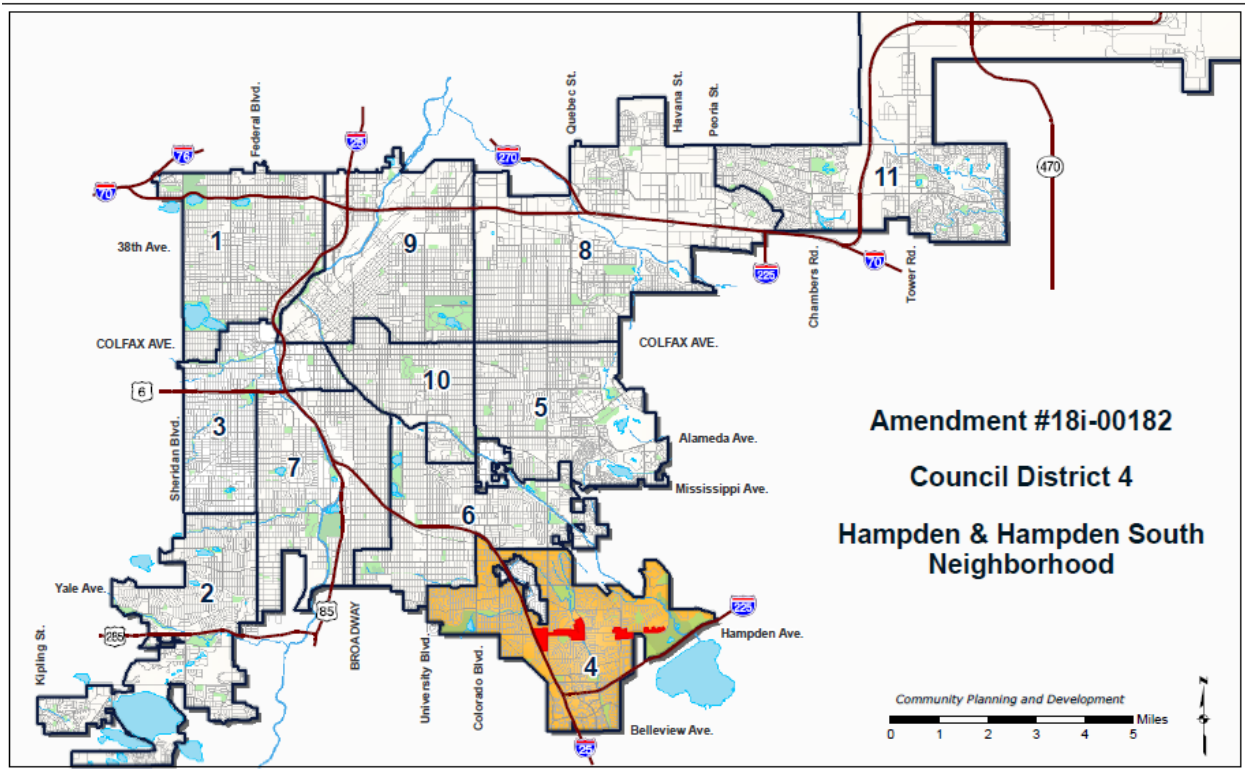 Federal Blvd.
Quebec St.
Havana St.
Peoria St.
25
76
270
70
470
11
1
9
8
38th Ave.
225
70
Chambers Rd.
Tower Rd.
COLFAX AVE.
COLFAX AVE.
10
6
5
3
Sheridan Blvd.
Alameda Ave.
7
Mississippi Ave.
6
Amendment #18i-00182
Council District 4
Hampden & Hampden South
Neighborhood
Yale Ave.
2
85
225
285
BROADWAY
Hampden Ave.
Kipling St.
University Blvd.
Colorado Blvd.
4
Belleview Ave.
25
Community Planning and Development
Miles
0 1 2 3 4 5
N